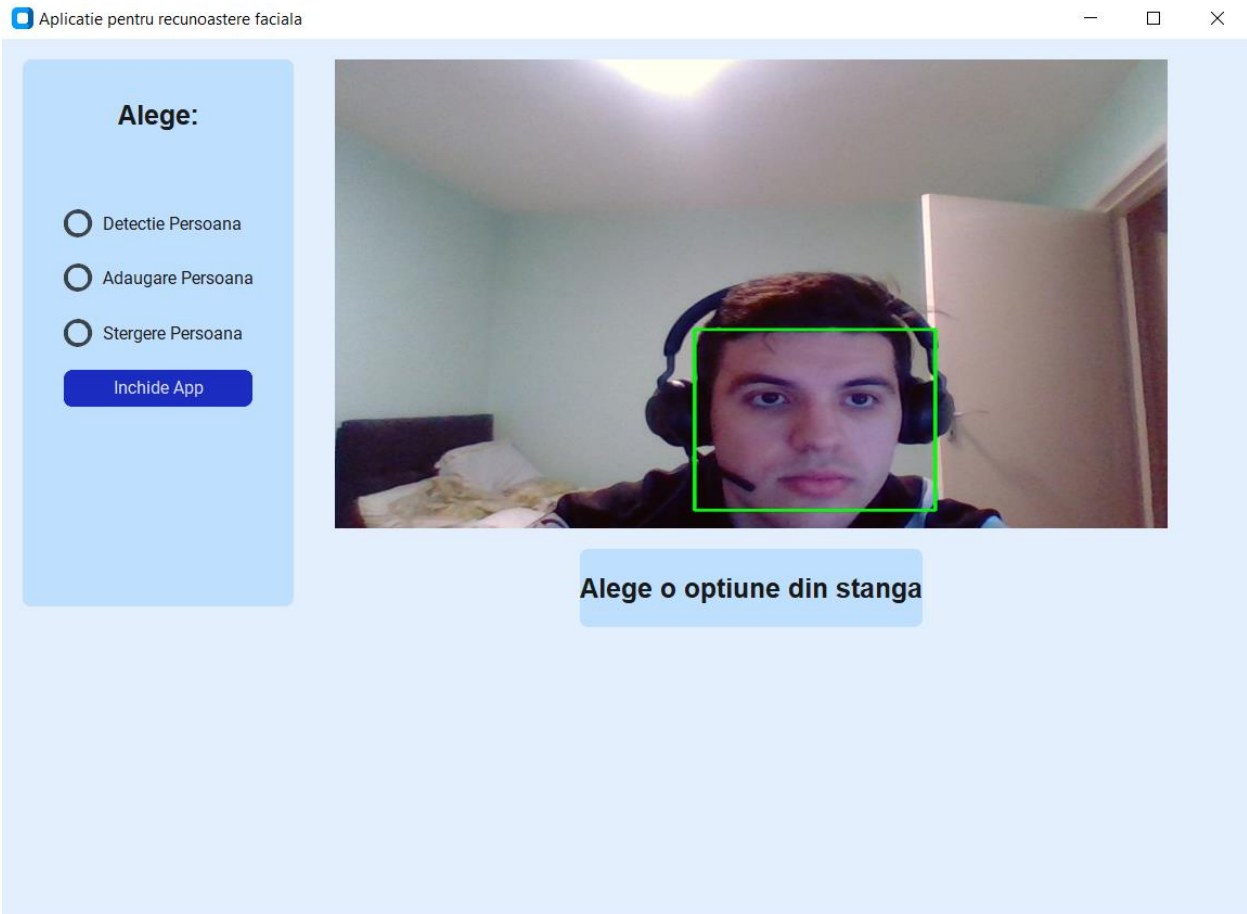 Aplicatie pentru recunoastere faciala
Alege:
Detectie Persoana
Adaugare Persoana
Stergere Persoana
Inchide App
Alege o optiune din stanga